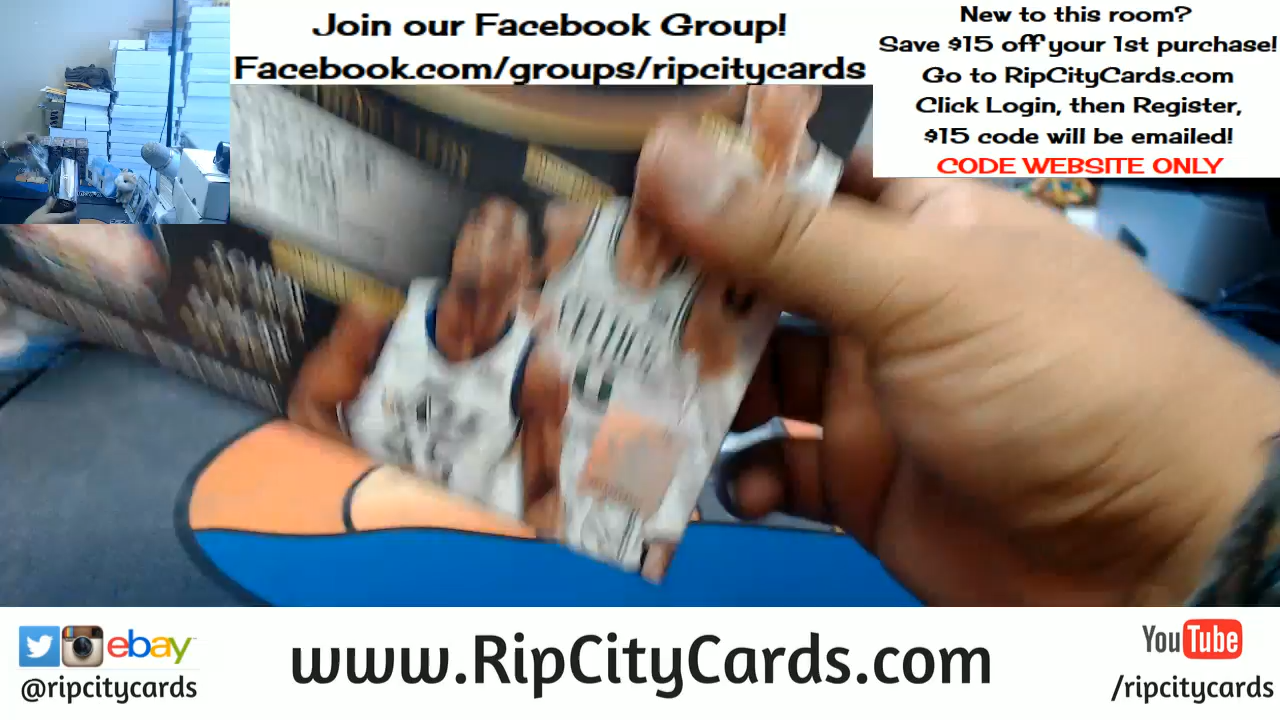 Join our Facebook Group!
Facebook.com/groups/ripcitycards
New to this room?
Save $15 off your 1st purchase!
Go to RipCityCards.com
Click Login, then Register,
$15 code will be emailed!
CODE WEBSITE ONLY
ebay
@ripcitycards
www.RipCityCards.com
YouTube
/ripcitycards